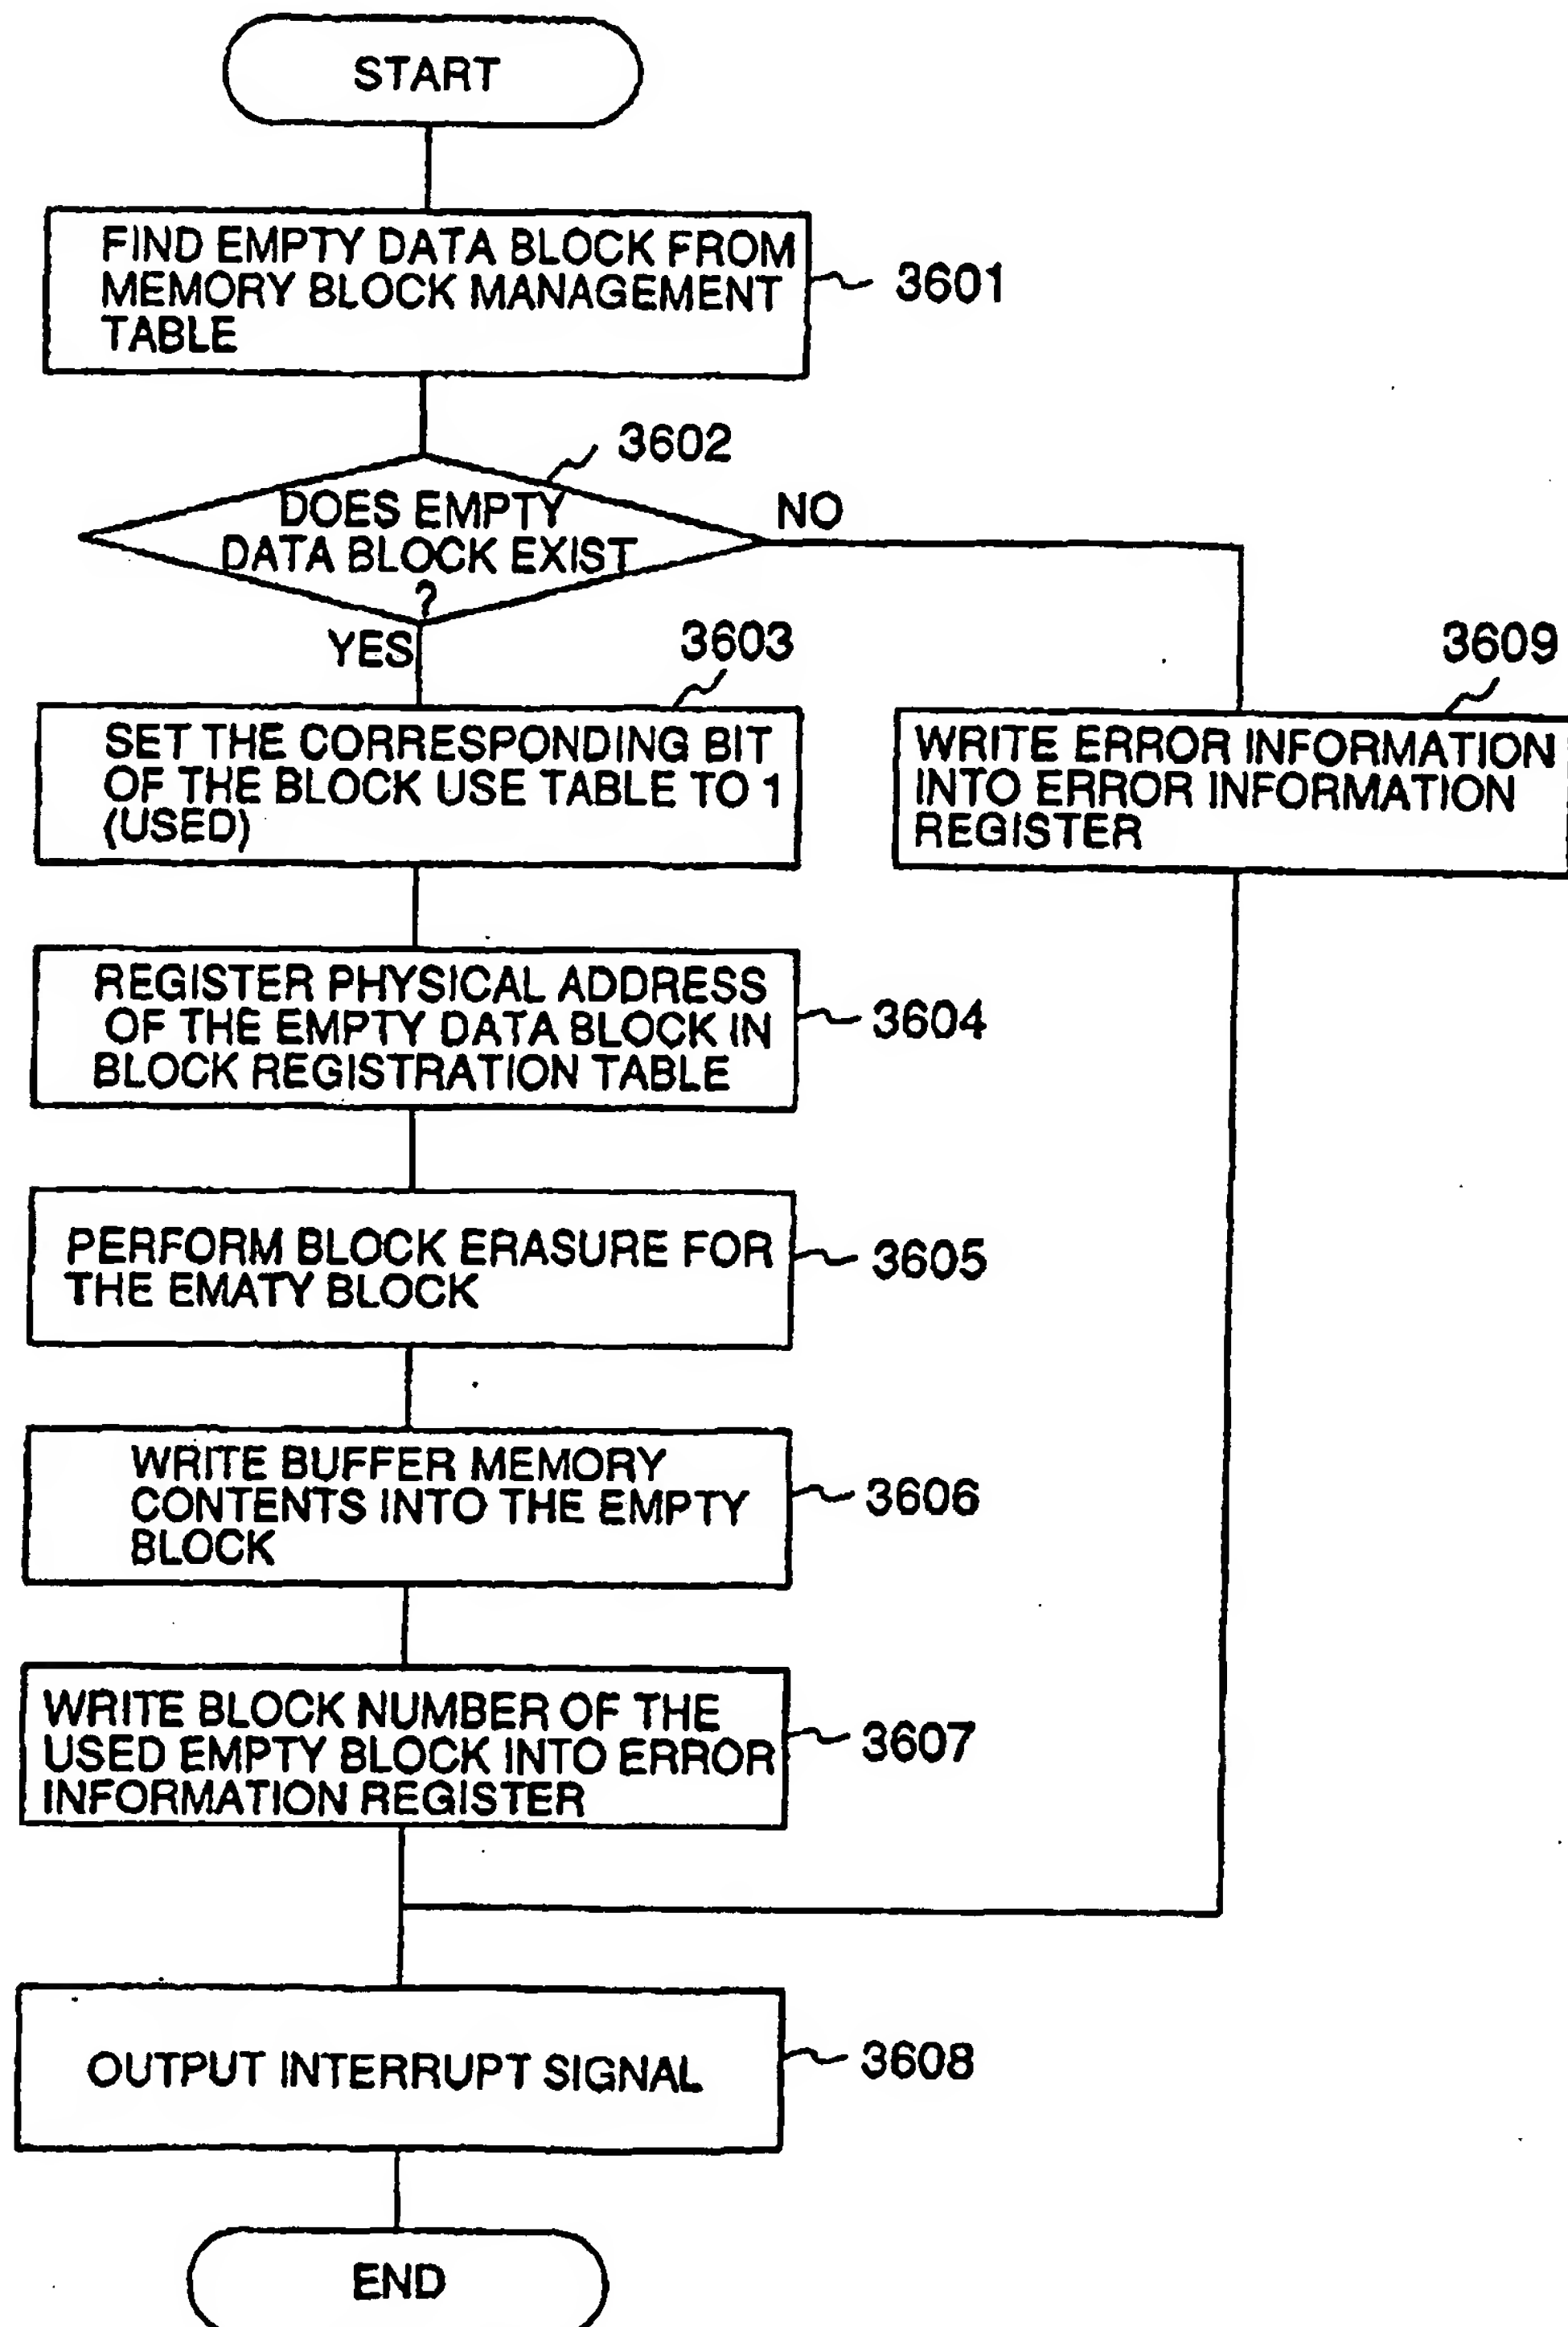 START
FIND EMPTY DATA BLOCK FROM
MEMORY BLOCK MANAGEMENT
TABLE
3601
3602
DOES EMPTY
DATA BLOCK EXIST
?
NO
YES
3603
SET THE CORRESPONDING BIT
OF THE BLOCK USE TABLE TO 1
(USED)
3609
WRITE ERROR INFORMATION
INTO ERROR INFORMATION
REGISTER
REGISTER PHYSICAL ADDRESS
OF THE EMPTY DATA BLOCK IN
BLOCK REGISTRATION TABLE
3604
PERFORM BLOCK ERASURE FOR
THE EMATY BLOCK
3605
WRITE BUFFER MEMORY
CONTENTS INTO THE EMPTY
BLOCK
3606
WRITE BLOCK NUMBER OF THE
USED EMPTY BLOCK INTO ERROR
INFORMATION REGISTER
3607
OUTPUT INTERRUPT SIGNAL
3608
END